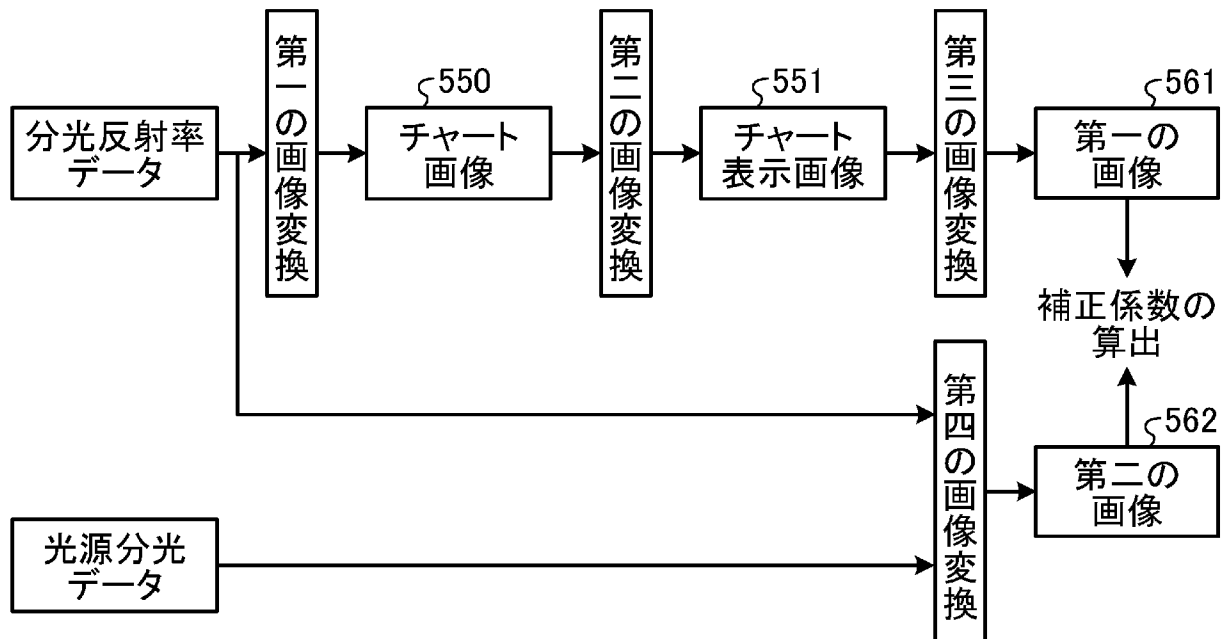 分光反射率
データ
第一の画像変換
550
チャート
画像
第二の画像変換
551
チャート
表示画像
第三の画像変換
561
第一の
画像
補正係数の
算出
光源分光
データ
第四の画像変換
562
第二の
画像